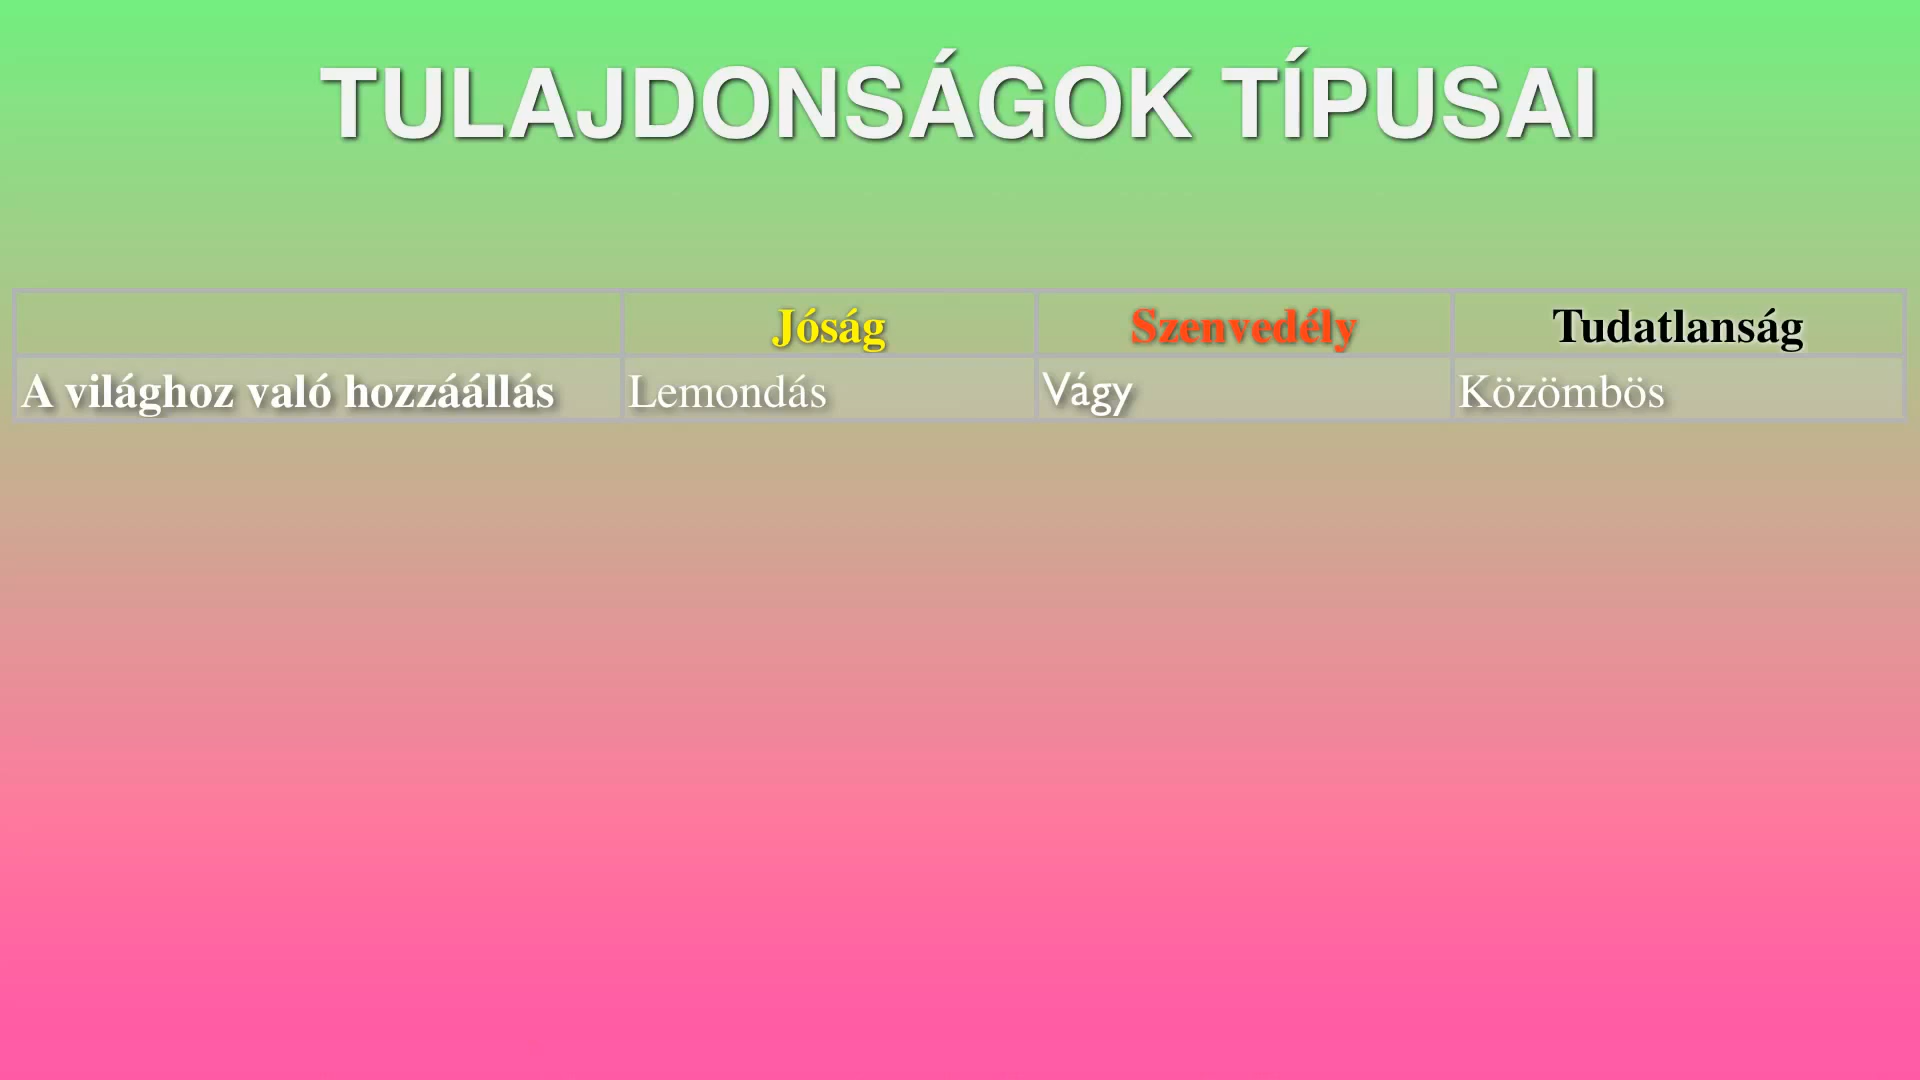 TULAJDONSÁGOK TÍPUSAI
Jóság Szenvedély Tudatlanság
A világhoz való hozzáállás Lemondás Vágy Közömbös